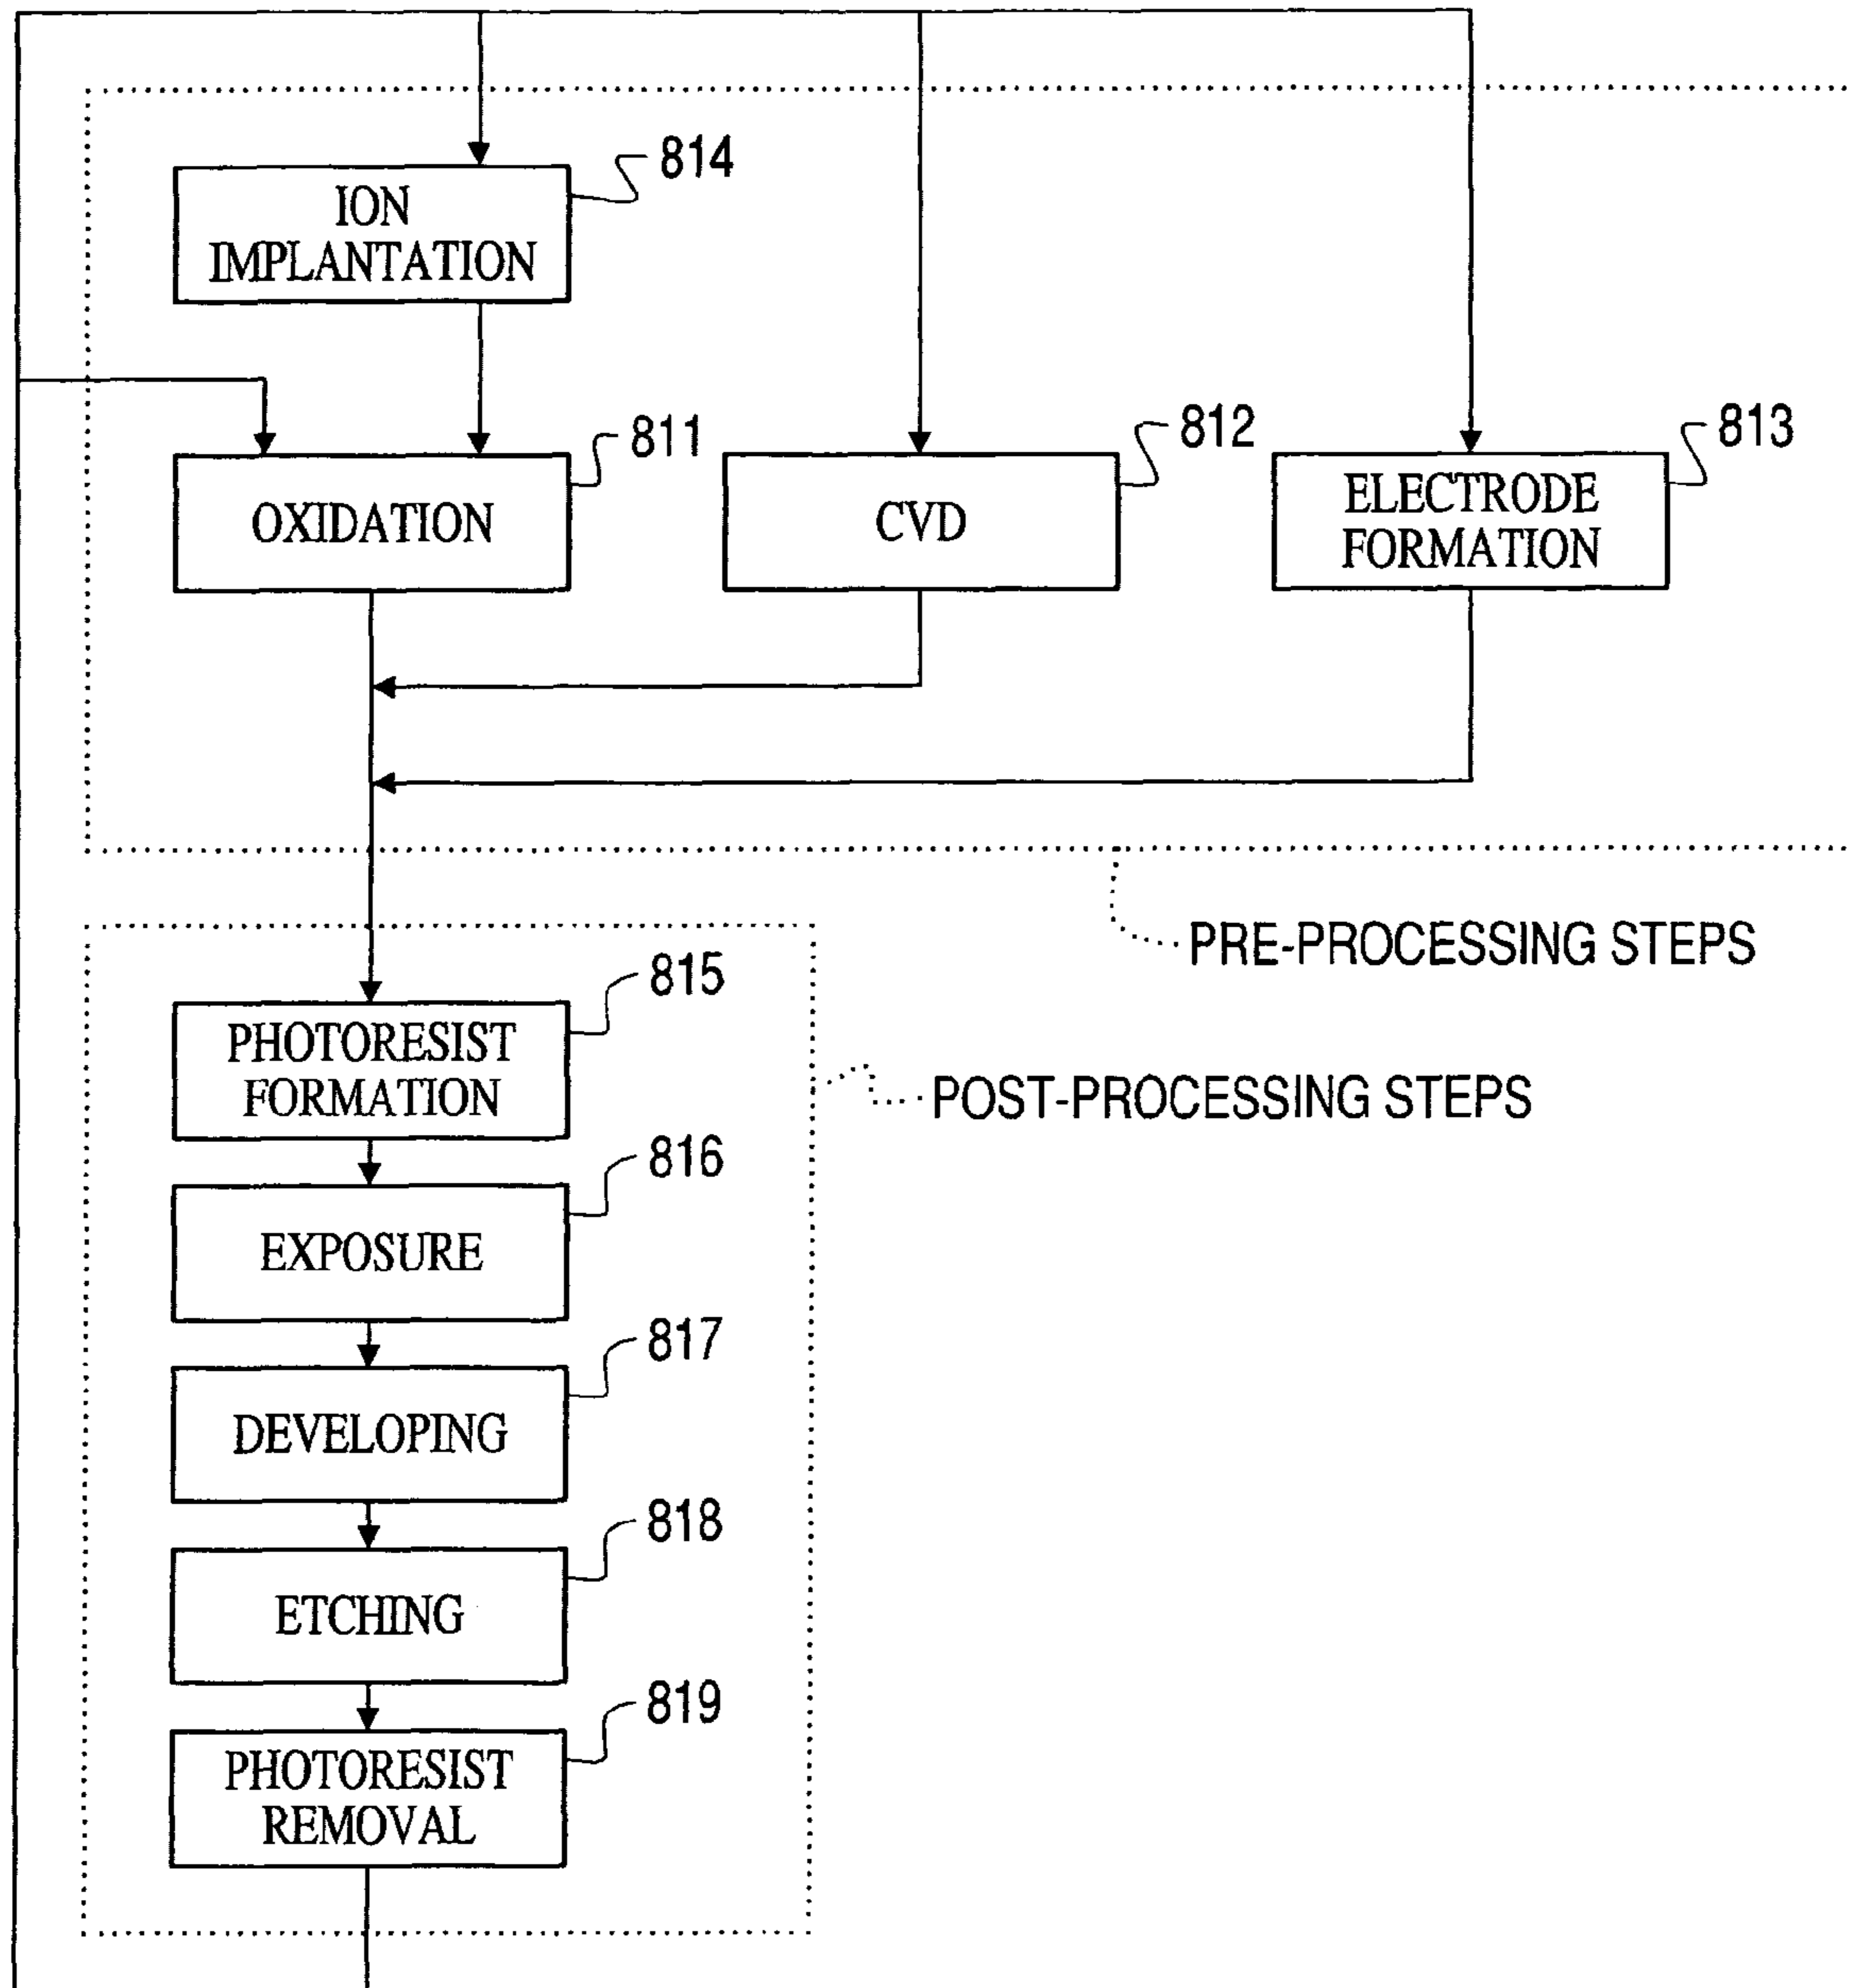 814
ION
IMPLANTATION
811
812
813
OXIDATION
CVD
ELECTRODE
FORMATION
PRE-PROCESSING STEPS
815
PHOTORESIST
FORMATION
POST-PROCESSING STEPS
816
EXPOSURE
817
DEVELOPING
818
ETCHING
819
PHOTORESIST
REMOVAL